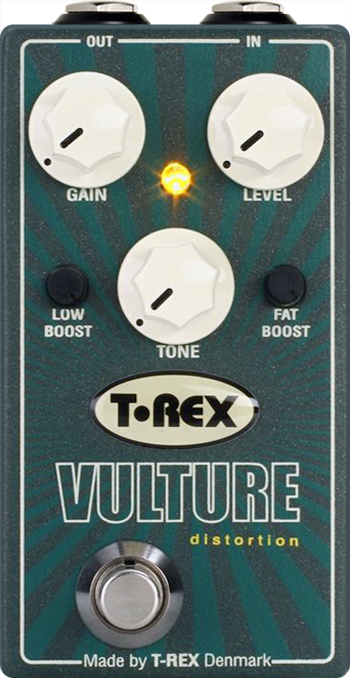 OUT IN
GAIN LEVEL
LOW BOOST
FAT BOOST
TONE
T•REX
VULTURE
distortion
Made by T-REX Denmark